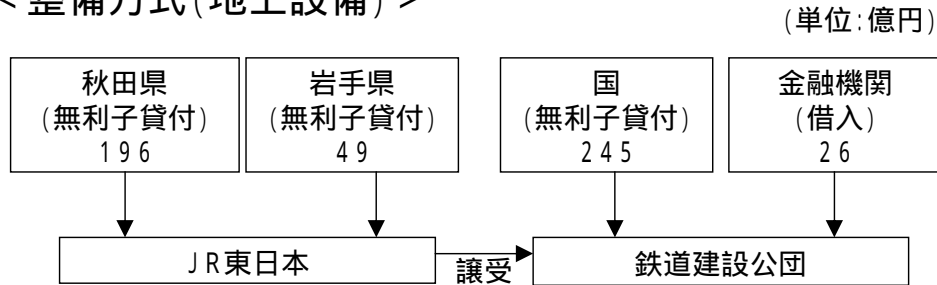 <整備方式(地上設備)>
(単位:億円)
秋田県
(無利子貸付)
196
岩手県
(無利子貸付)
49
国
(無利子貸付)
245
金融機関
(借入)
26
JR東日本
譲受
鉄道建設公団